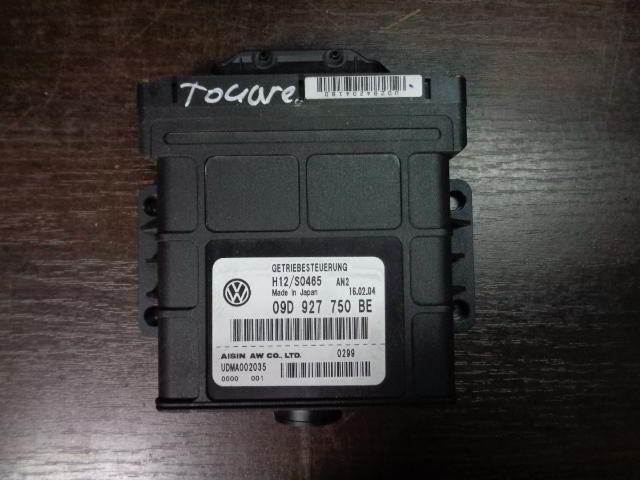 Touare
GETRIEBESTEUERUNG
H12/S0465 AN2
Made in Japan 16.02.04
09D 927 750 BE
AISIN AW CO., LTD. 0299
UDMA002035
0000 001